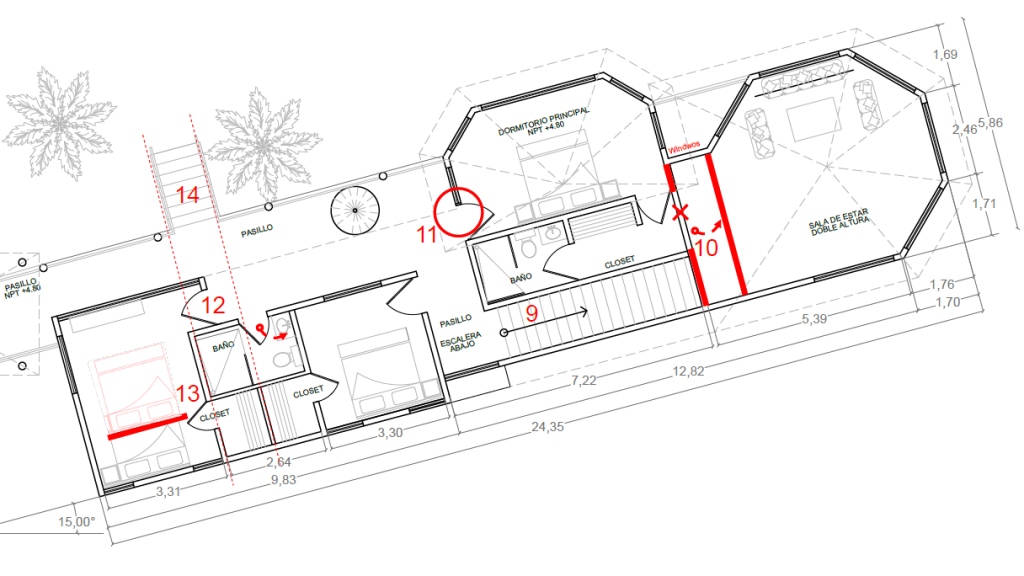 1,69
2,46
5,86
1,71
1,76
1,70
DORMITORIO PRINCIPAL
NPT +4.80
Windwos
SALA DE ESTAR
DOBLE ALTURA
14
PASILLO
11
10
BAÑO
CLOSET
PASILLO
NPT +4.80
12
9
PASILLO
ESCALERA
ABAJO
BAÑO
13
CLOSET
CLOSET
5,39
7,22
12,82
3,30
24,35
2,64
9,83
3,31
15,00°